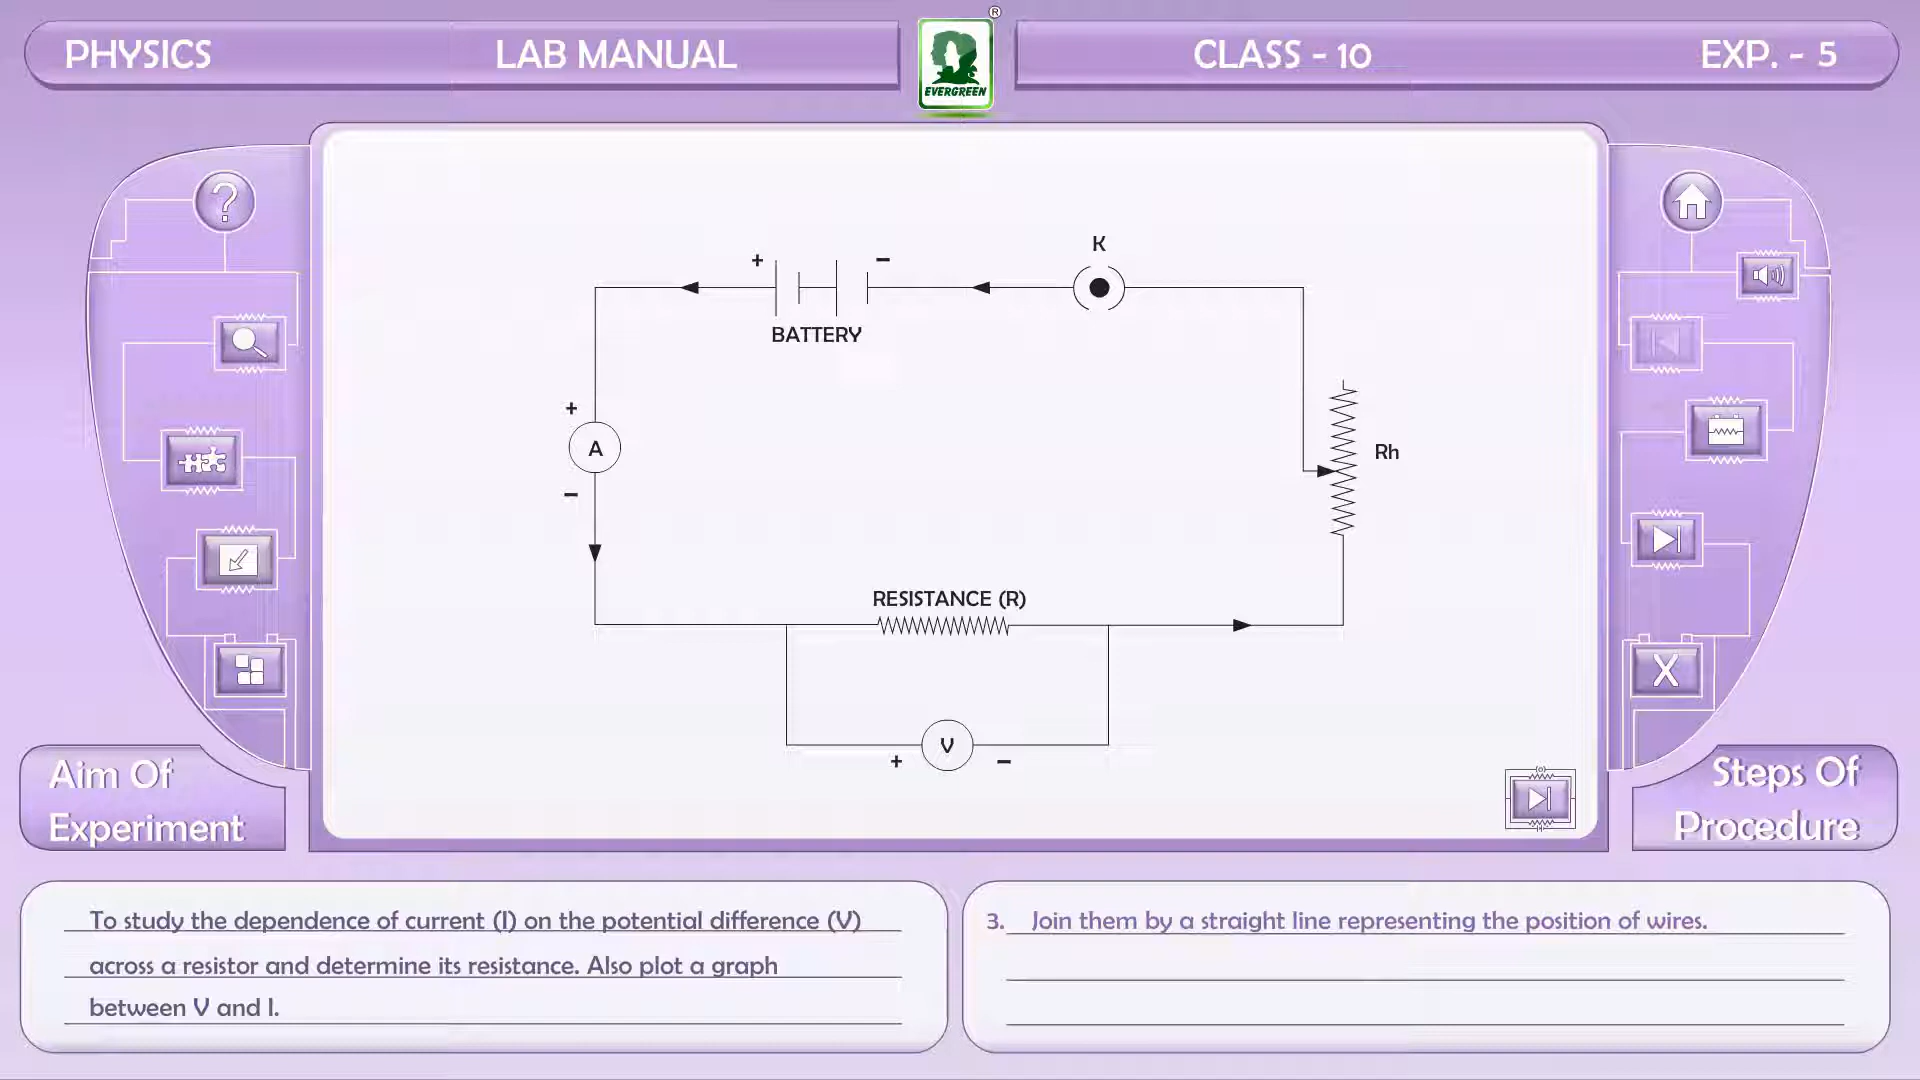 ®
PHYSICS LAB MANUAL EVERGREEN CLASS - 10 EXP. - 5
K
+ −
BATTERY
+
A
−
Rh
RESISTANCE (R)
V
+ −
Aim Of
Experiment
Steps Of
Procedure
To study the dependence of current (I) on the potential difference (V)
across a resistor and determine its resistance. Also plot a graph
between V and I.
3. Join them by a straight line representing the position of wires.
?
X